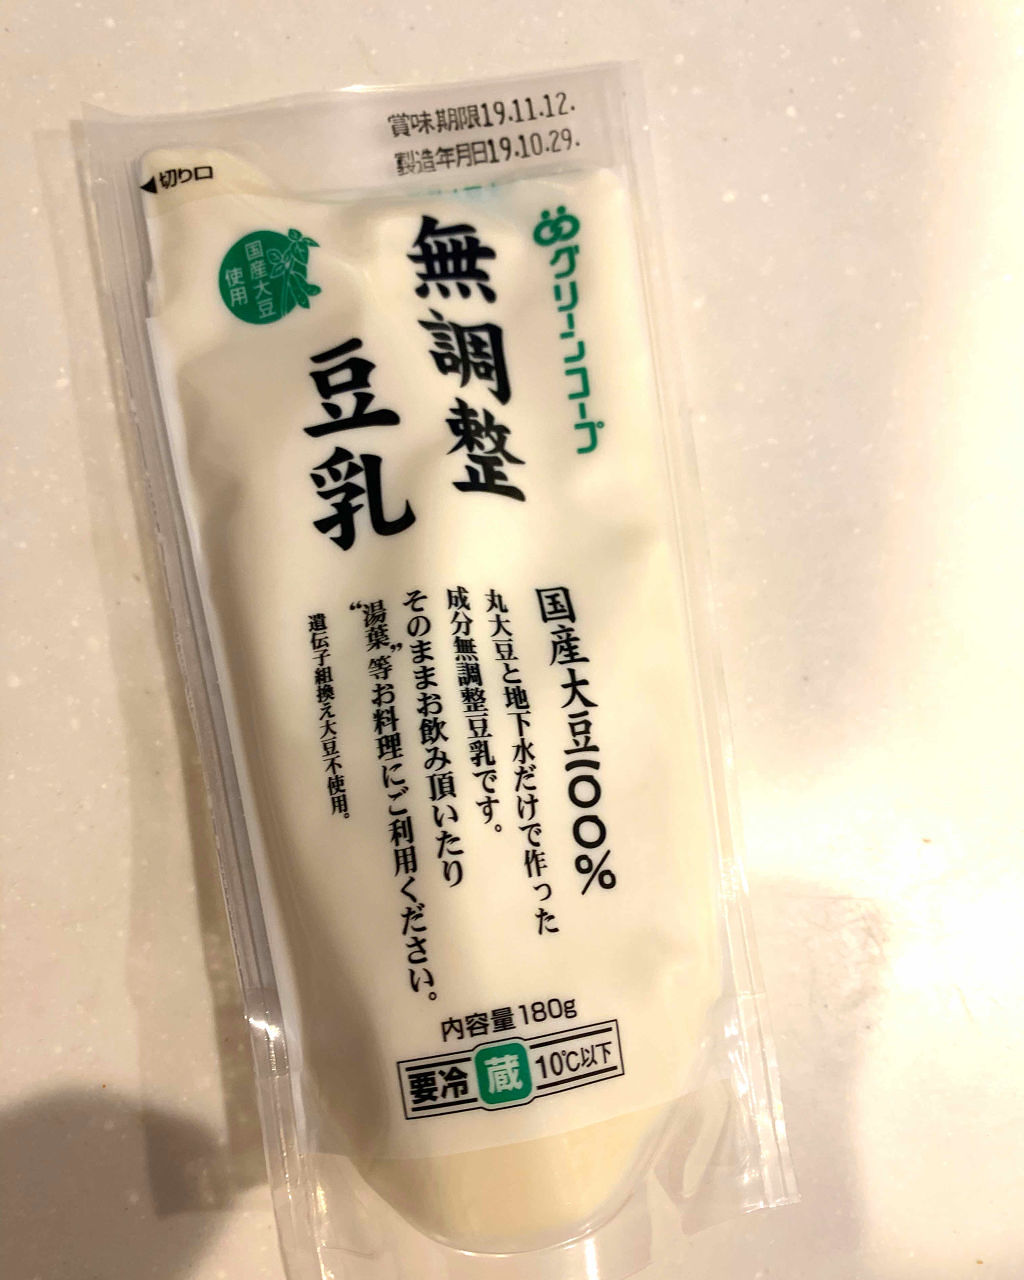 賞味期限19.11.12.
製造年月日19.10.29.
切り口
グリーンコープ
無調整
豆乳
国産大豆
使用
国産大豆一〇〇%
丸大豆と地下水だけで作った
成分無調整豆乳です。
そのままお飲み頂いたり
“湯葉”等お料理にご利用ください。
遺伝子組換え大豆不使用。
内容量180g
要冷蔵10℃以下